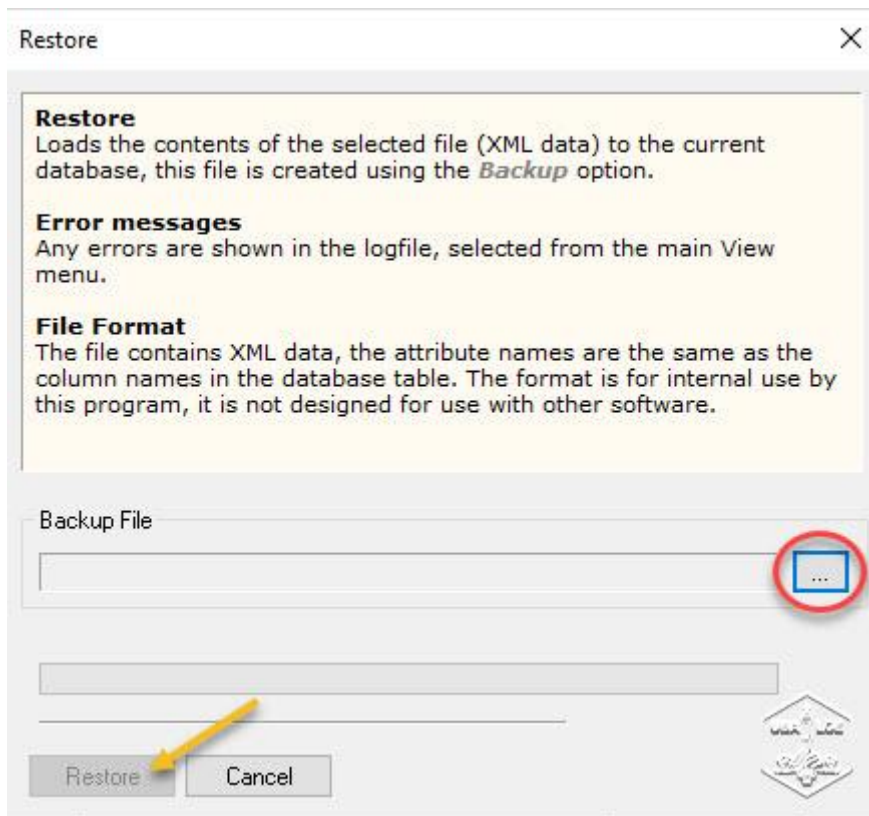 Restore
Restore
Loads the contents of the selected file (XML data) to the current
database, this file is created using the Backup option.
Error messages
Any errors are shown in the logfile, selected from the main View
menu.
File Format
The file contains XML data, the attribute names are the same as the
column names in the database table. The format is for internal use by
this program, it is not designed for use with other software.
Backup File
...
Restore
Cancel